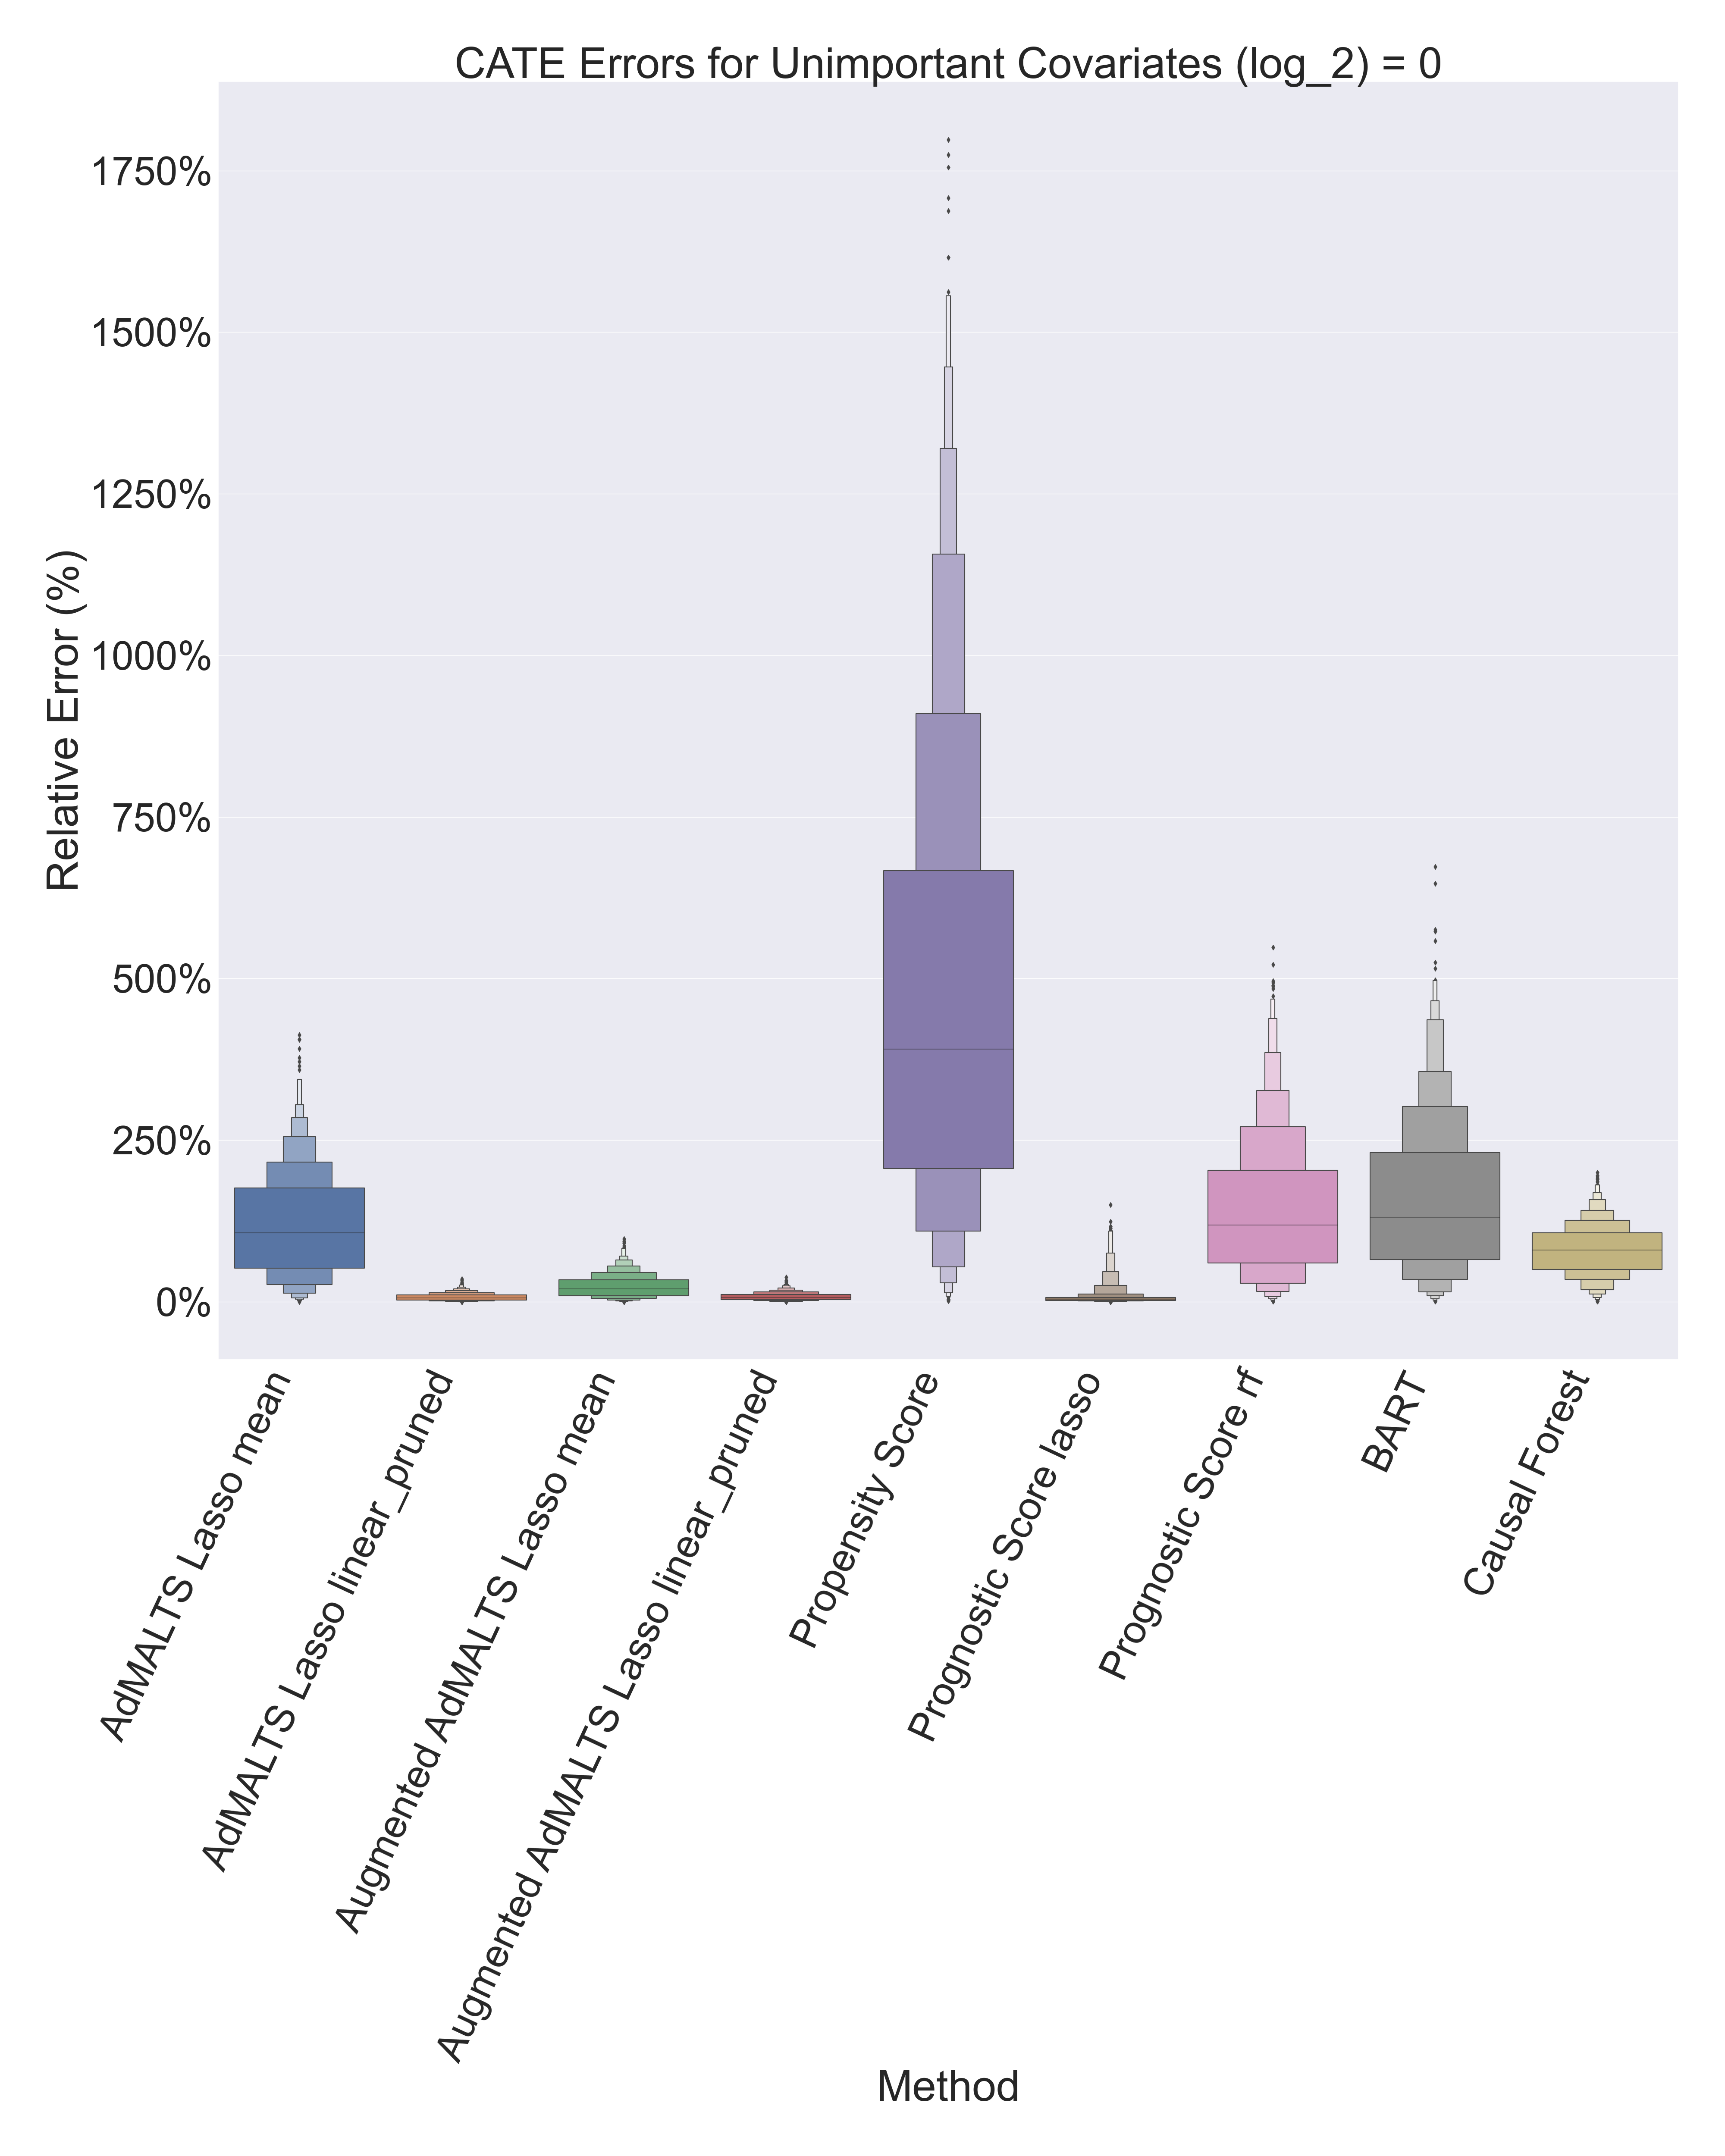 CATE Errors for Unimportant Covariates (log_2) = 0
Relative Error (%)
1750%
1500%
1250%
1000%
750%
500%
250%
0%
AdMALTS Lasso mean
AdMALTS Lasso linear_pruned
Augmented AdMALTS Lasso mean
Augmented AdMALTS Lasso linear_pruned
Propensity Score
Prognostic Score lasso
Prognostic Score rf
BART
Causal Forest
Method